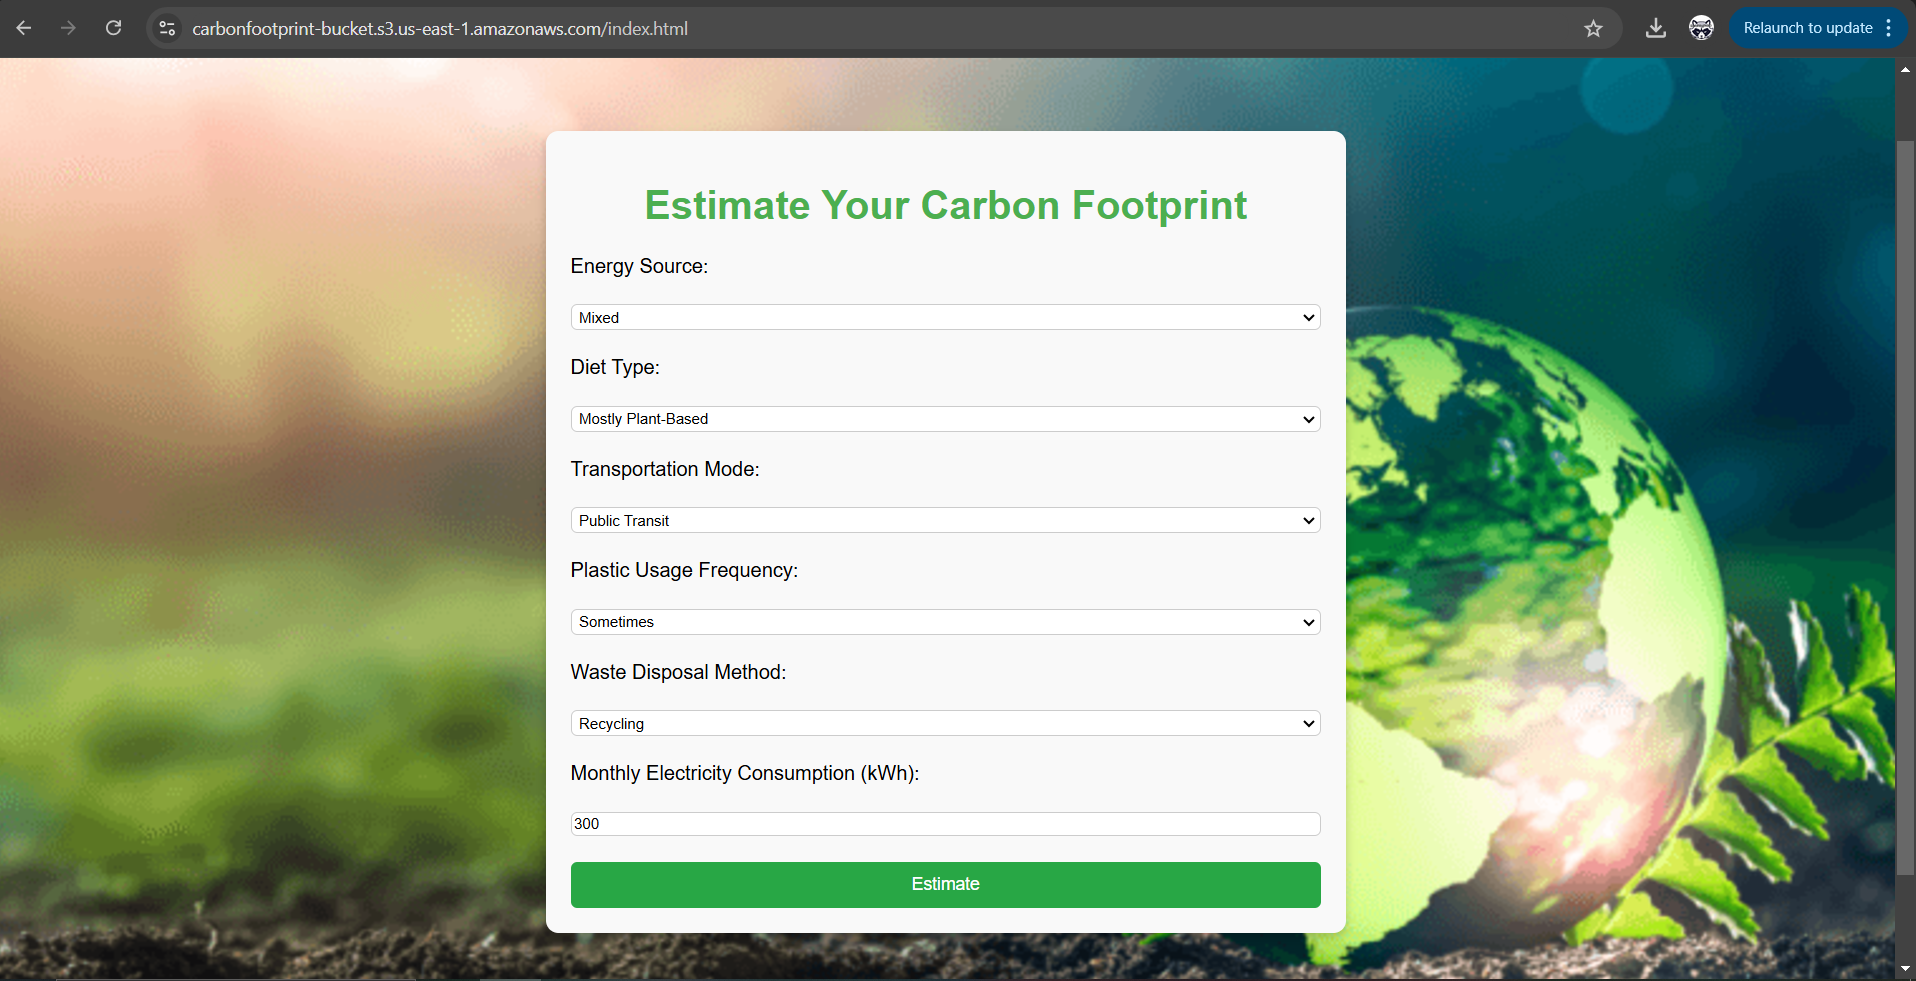 carbonfootprint-bucket.s3.us-east-1.amazonaws.com/index.html
Relaunch to update
Estimate Your Carbon Footprint
Energy Source:
Mixed
Diet Type:
Mostly Plant-Based
Transportation Mode:
Public Transit
Plastic Usage Frequency:
Sometimes
Waste Disposal Method:
Recycling
Monthly Electricity Consumption (kWh):
300
Estimate